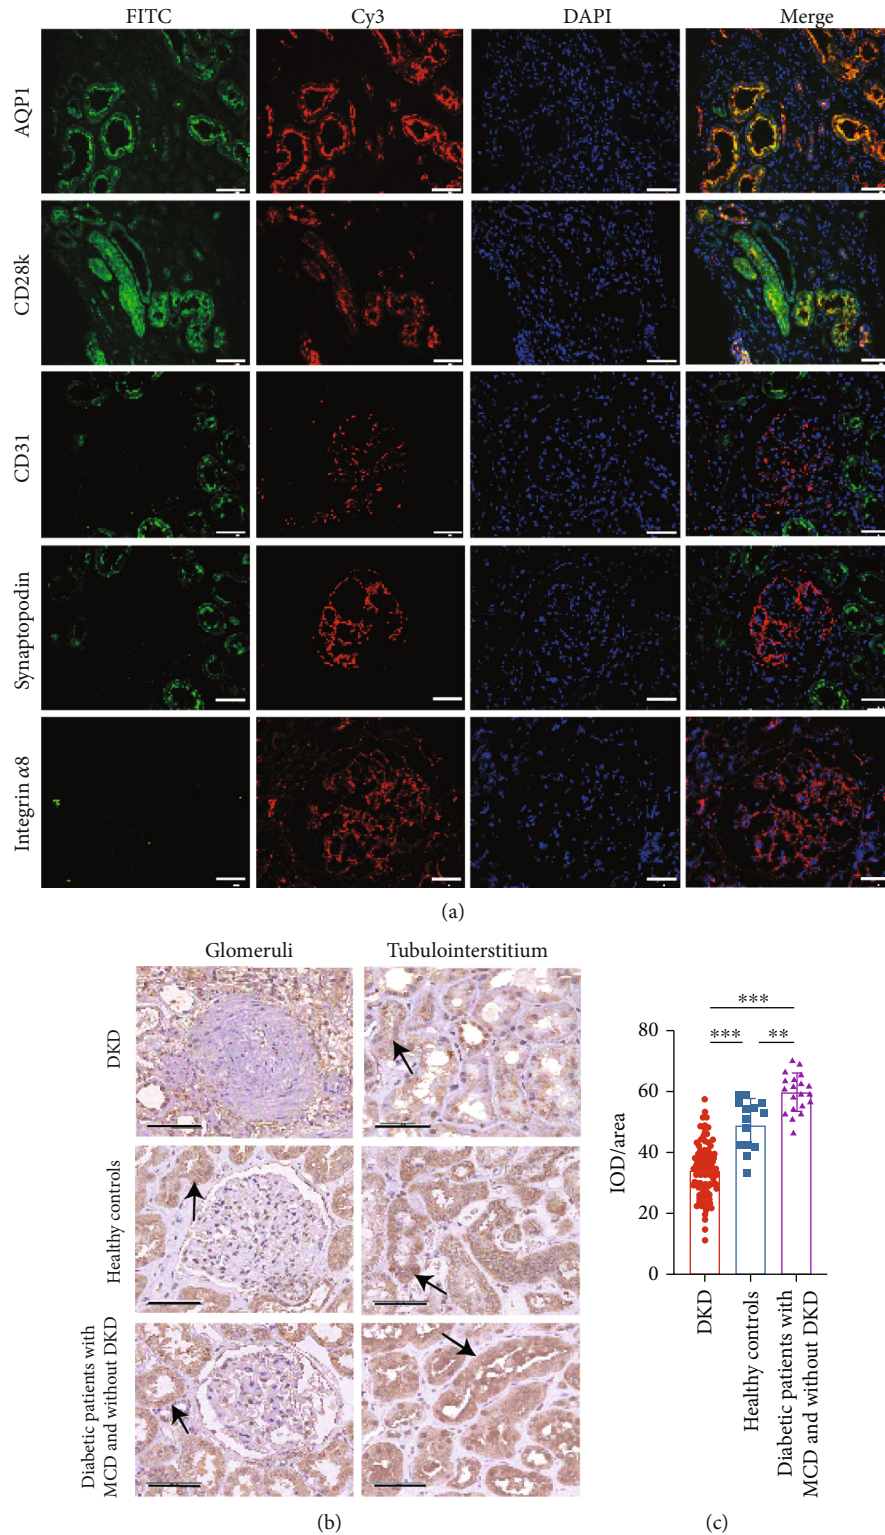 FITC Cy3 DAPI Merge
AQP1
CD28k
CD31
Synaptopodin
Integrin α8
(a)
Glomeruli Tubulointerstitium
DKD
Healthy controls
Diabetic patients with
MCD and without DKD
(b)
***
*** **
80
60
40
20
0
IOD/area
DKD
Healthy controls
Diabetic patients with
MCD and without DKD
(c)